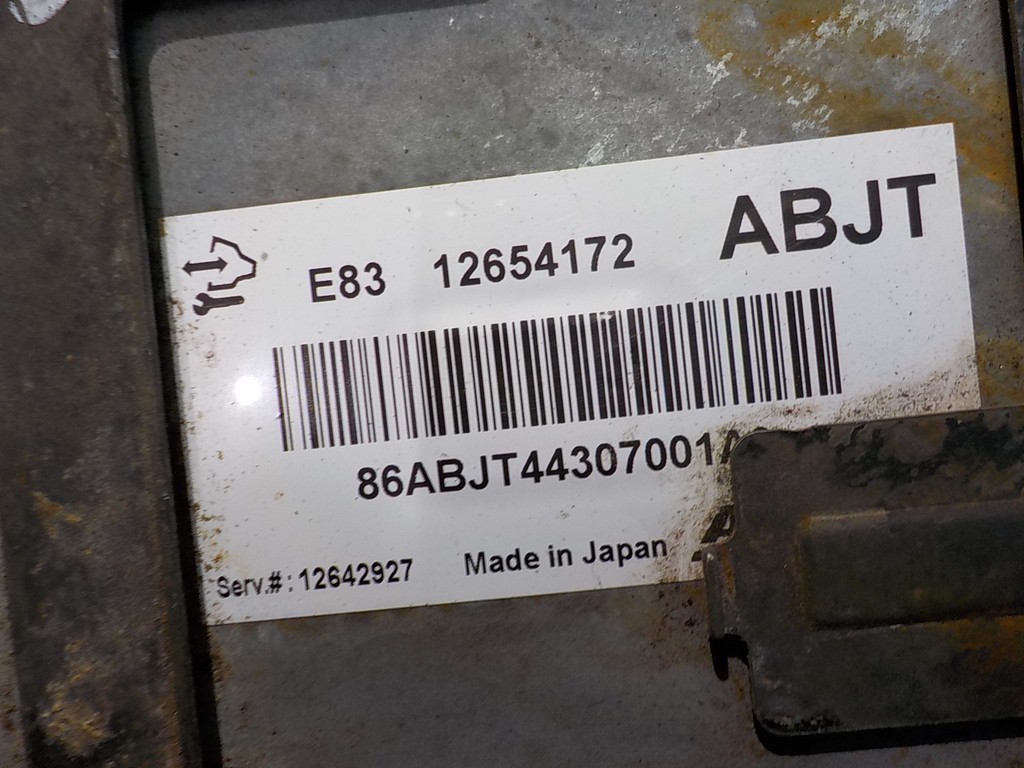 E83 12654172 ABJT
86ABJT44307001
Serv.#: 12642927 Made in Japan